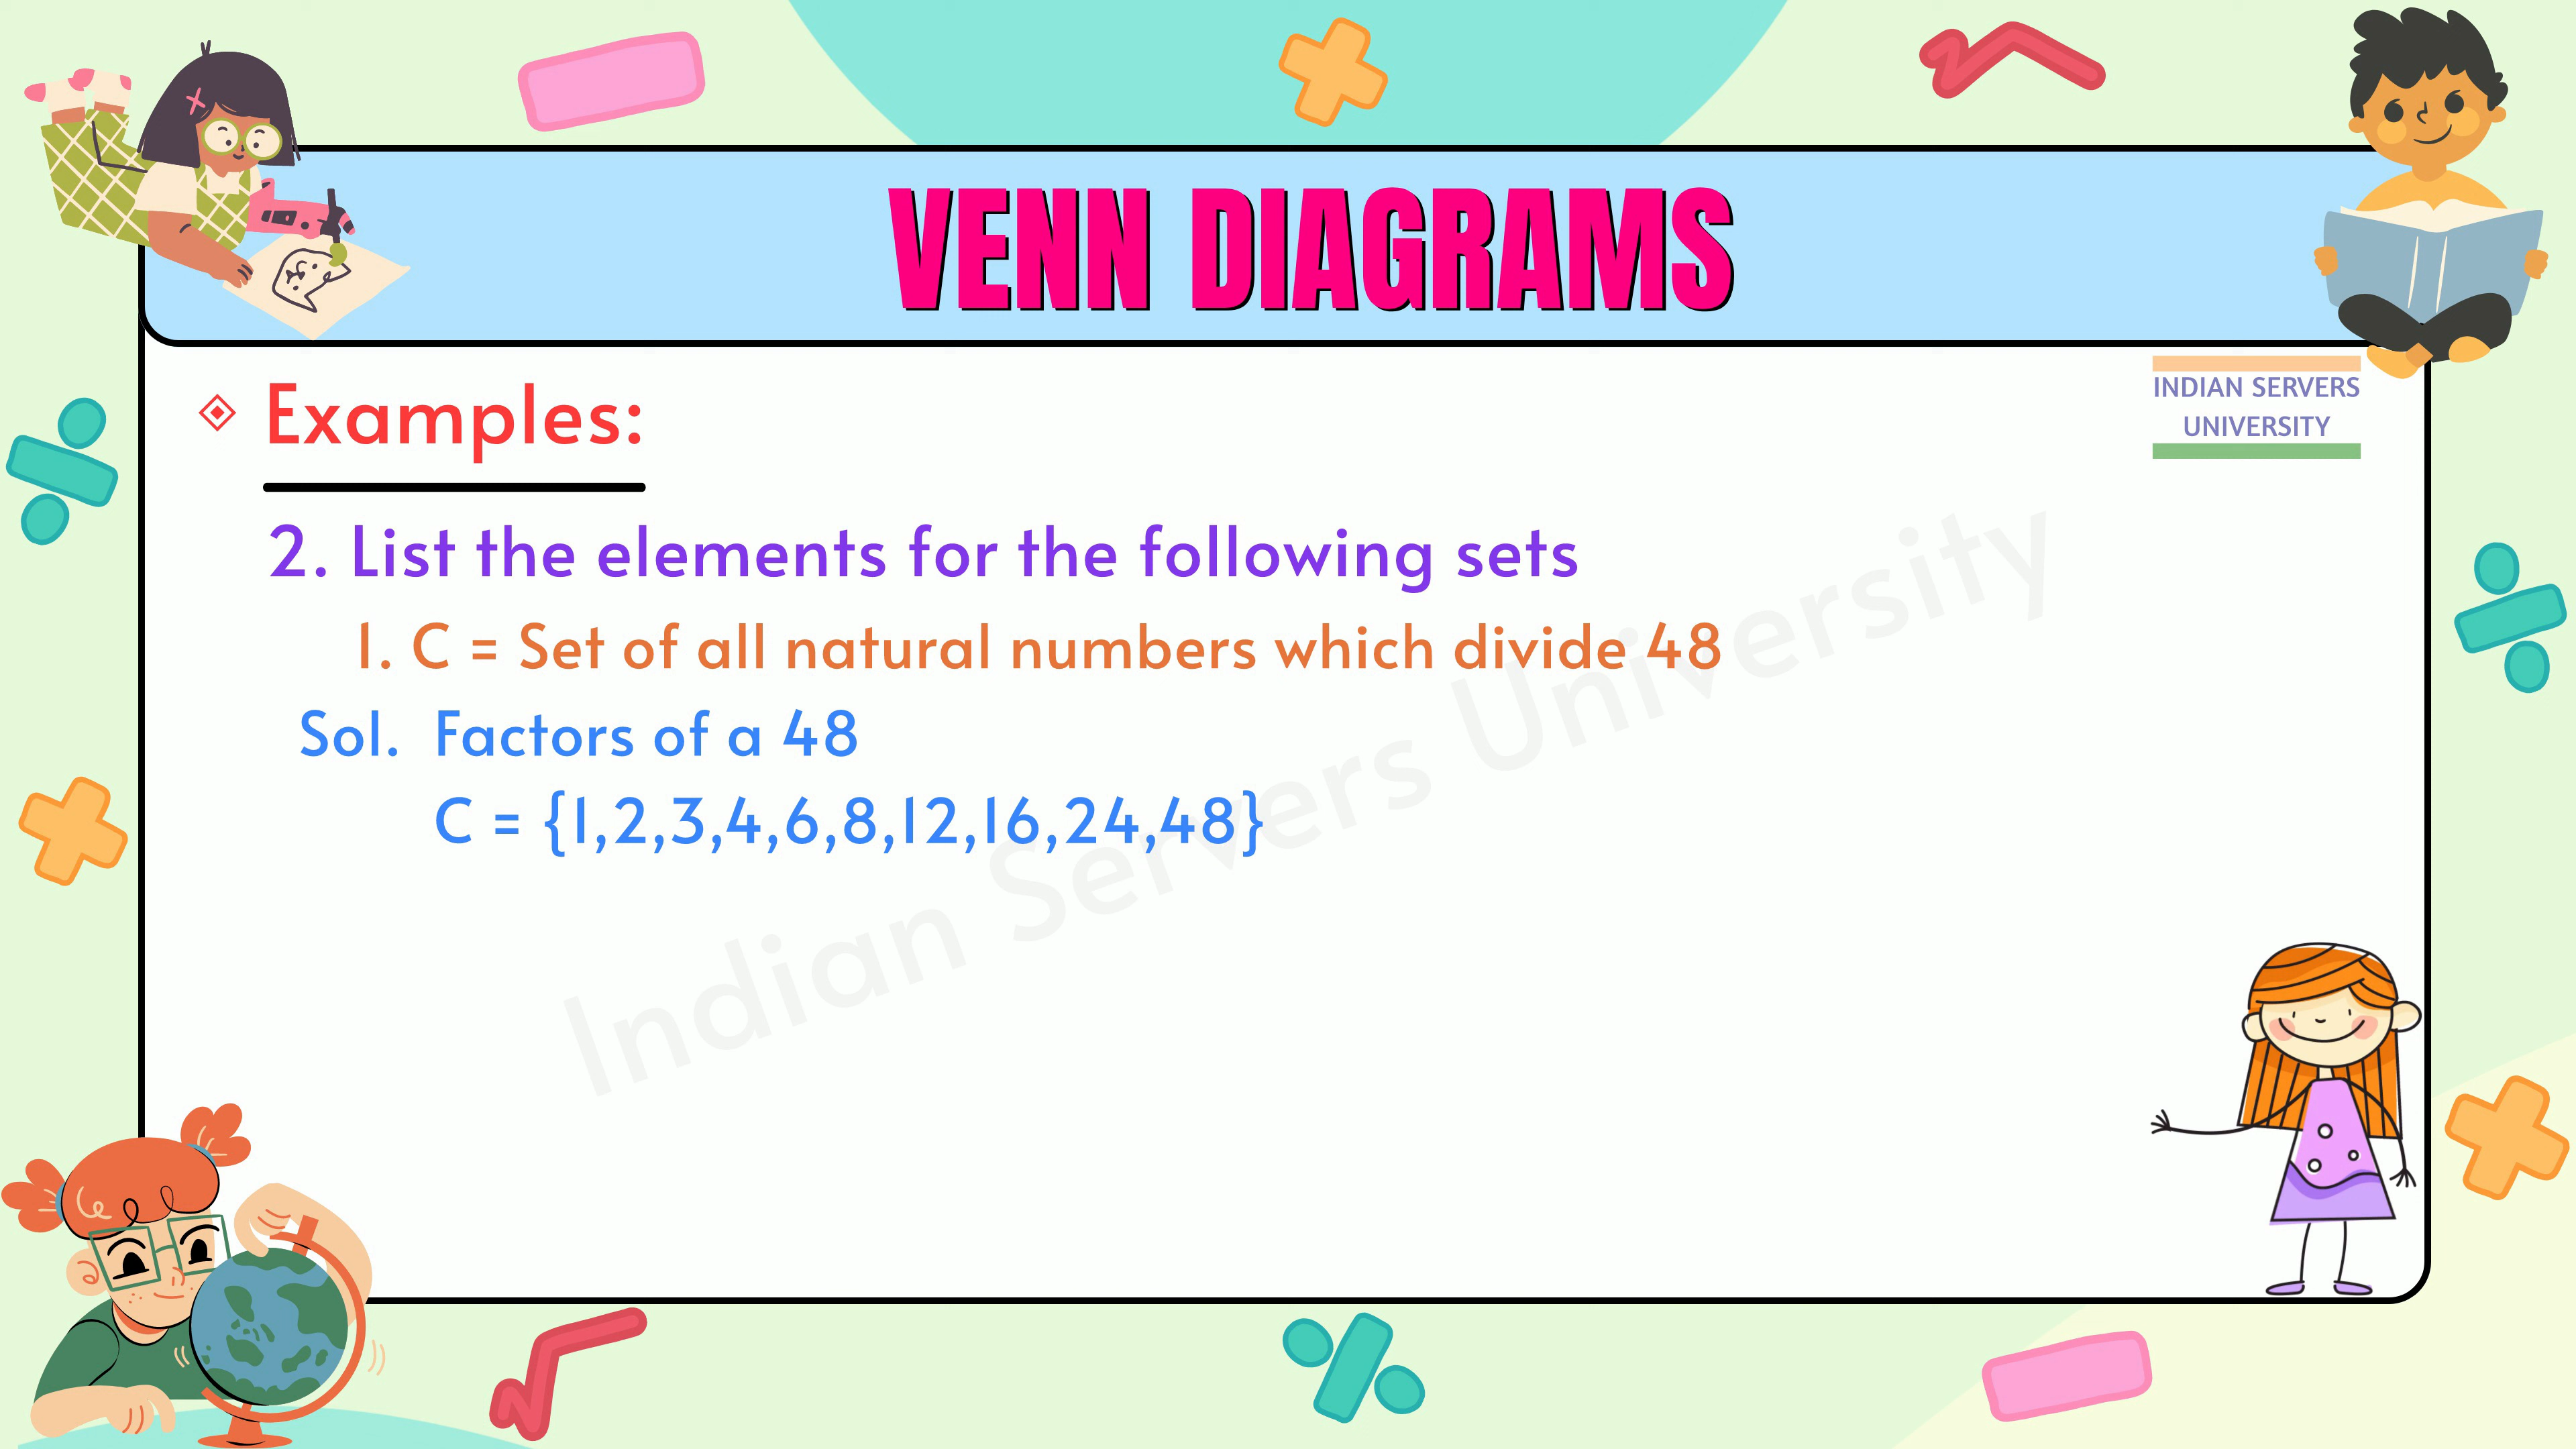 VENN DIAGRAMS
INDIAN SERVERS
UNIVERSITY
Examples:
2. List the elements for the following sets
1. C = Set of all natural numbers which divide 48
Sol. Factors of a 48
C = {1,2,3,4,6,8,12,16,24,48}
Indian Servers University